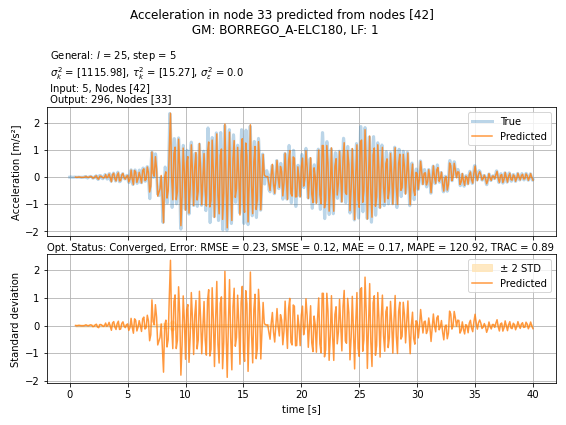 Acceleration in node 33 predicted from nodes [42]
GM: BORREGO_A-ELC180, LF: 1
General: l = 25, step = 5
σ²ₖ = [1115.98], τ²ₖ = [15.27], σ²ε = 0.0
Input: 5, Nodes [42]
Output: 296, Nodes [33]
Acceleration [m/s²]
2
1
0
−1
−2
True
Predicted
Opt. Status: Converged, Error: RMSE = 0.23, SMSE = 0.12, MAE = 0.17, MAPE = 120.92, TRAC = 0.89
Standard deviation
2
1
0
−1
−2
± 2 STD
Predicted
0 5 10 15 20 25 30 35 40
time [s]